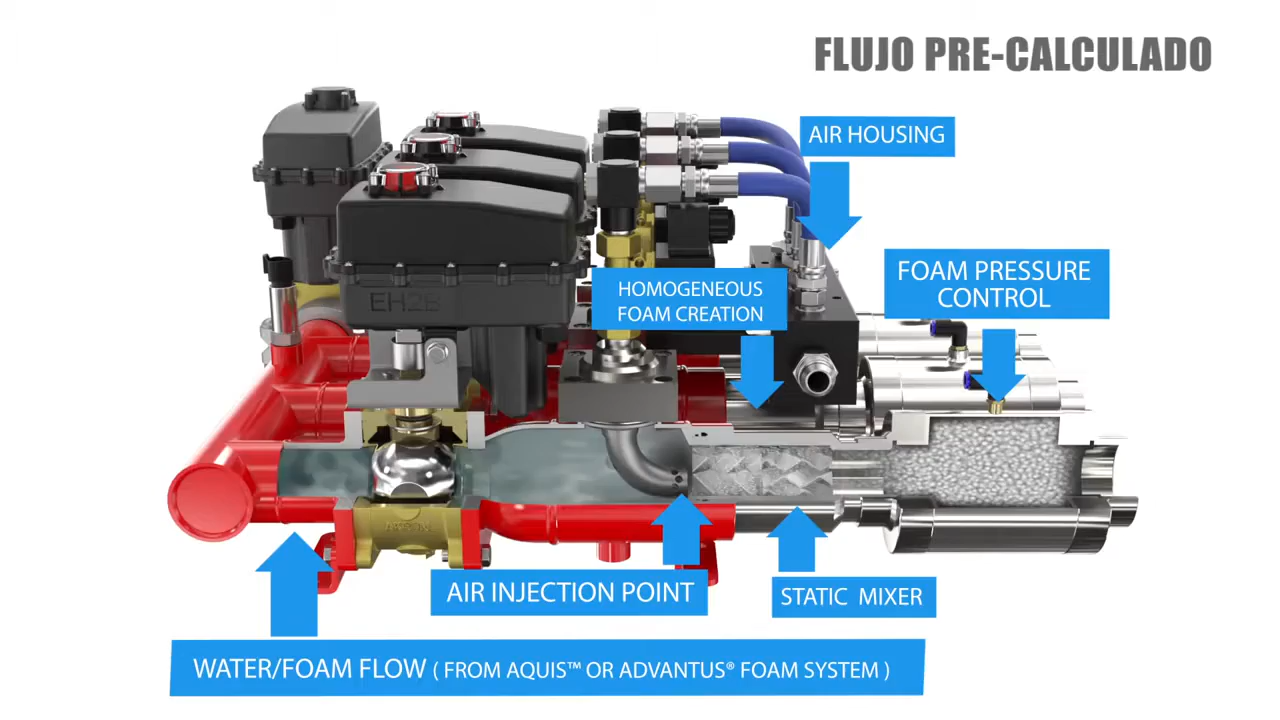 FLUJO PRE-CALCULADO
AIR HOUSING
FOAM PRESSURE
CONTROL
HOMOGENEOUS
FOAM CREATION
EH2B
AIR INJECTION POINT
STATIC MIXER
WATER/FOAM FLOW ( FROM AQUIS™ OR ADVANTUS® FOAM SYSTEM )